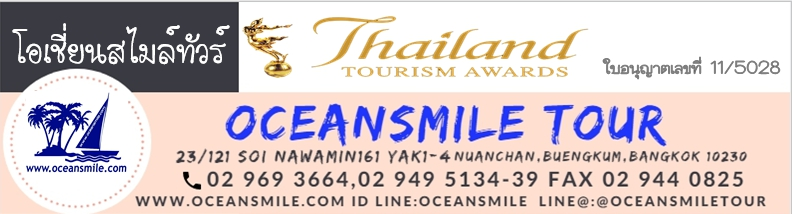 โอเชี่ยนสไมล์ทัวร์
Thailand
TOURISM AWARDS
ใบอนุญาตเลขที่ 11/5028
www.oceansmile.com
OCEANSMILE TOUR
23/121 SOI NAWAMIN161 YAK1-4 NUANCHAN,BUENGKUM,BANGKOK 10230
02 969 3664,02 949 5134-39 FAX 02 944 0825
WWW.OCEANSMILE.COM ID LINE:OCEANSMILE LINE@:@OCEANSMILETOUR